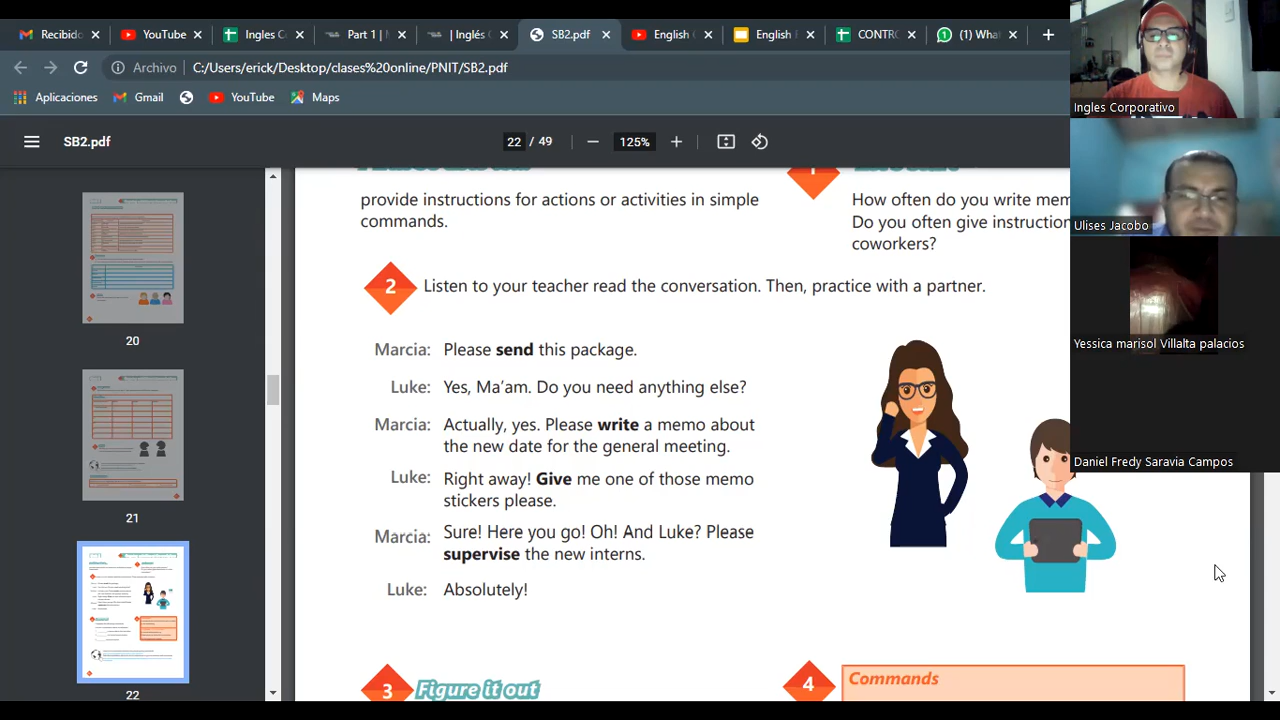 Recibido
YouTube
Ingles C
Part 1 |
| Inglés
SB2.pdf
English
English
CONTRO
(1) Wha
Archivo
C:/Users/erick/Desktop/clases%20online/PNIT/SB2.pdf
Aplicaciones
Gmail
YouTube
Maps
SB2.pdf
22 / 49
125%
20
21
22
provide instructions for actions or activities in simple
commands.
1
How often do you write mem
Do you often give instruction
coworkers?
2
Listen to your teacher read the conversation. Then, practice with a partner.
Marcia: Please send this package.
Luke: Yes, Ma'am. Do you need anything else?
Marcia: Actually, yes. Please write a memo about
the new date for the general meeting.
Luke: Right away! Give me one of those memo
stickers please.
Marcia: Sure! Here you go! Oh! And Luke? Please
supervise the new interns.
Luke: Absolutely!
3
Figure it out
4
Commands
Ingles Corporativo
Ulises Jacobo
Yessica marisol Villalta palacios
Daniel Fredy Saravia Campos